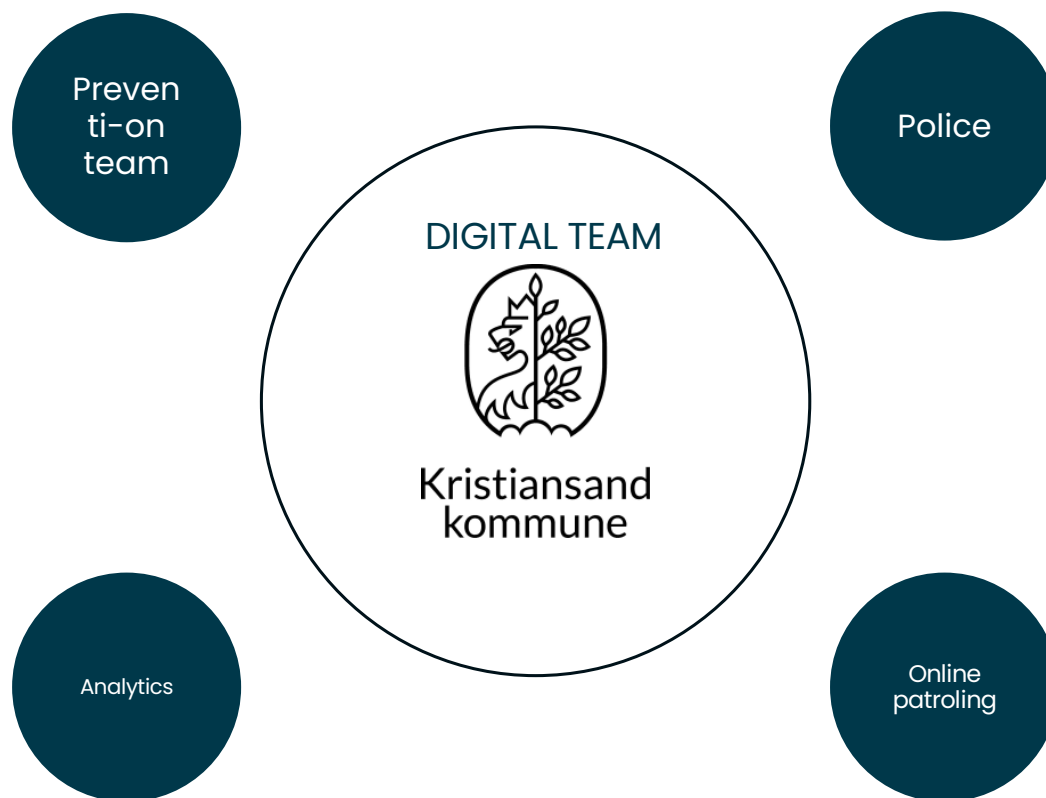 Preven
ti-on
team
Police
DIGITAL TEAM
Kristiansand
kommune
Analytics
Online
patroling